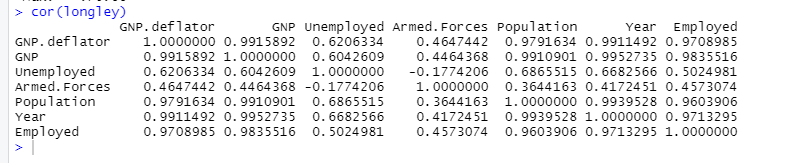 > cor(longley)
             GNP.deflator       GNP Unemployed Armed.Forces Population      Year  Employed
GNP.deflator    1.0000000 0.9915892  0.6206334    0.4647442  0.9791634 0.9911492 0.9708985
GNP             0.9915892 1.0000000  0.6042609    0.4464368  0.9910901 0.9952735 0.9835516
Unemployed      0.6206334 0.6042609  1.0000000   -0.1774206  0.6865515 0.6682566 0.5024981
Armed.Forces    0.4647442 0.4464368 -0.1774206    1.0000000  0.3644163 0.4172451 0.4573074
Population      0.9791634 0.9910901  0.6865515    0.3644163  1.0000000 0.9939528 0.9603906
Year            0.9911492 0.9952735  0.6682566    0.4172451  0.9939528 1.0000000 0.9713295
Employed        0.9708985 0.9835516  0.5024981    0.4573074  0.9603906 0.9713295 1.0000000
>